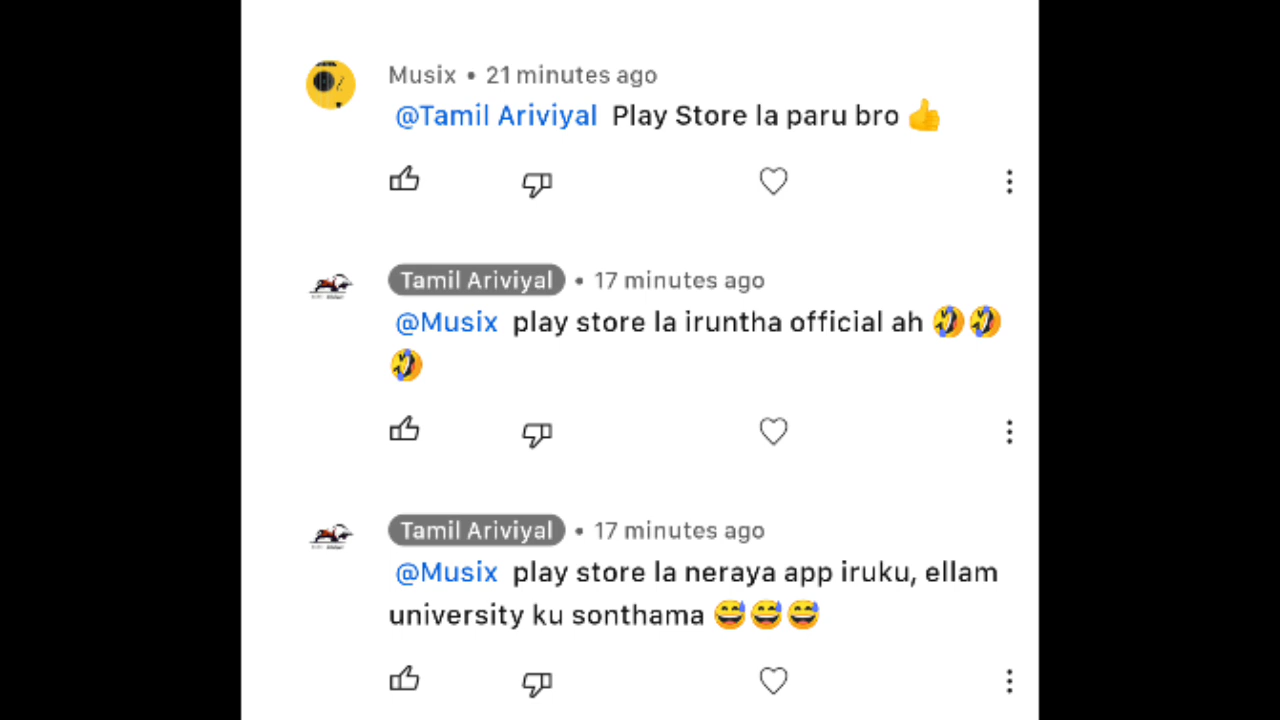 Musix • 21 minutes ago
@Tamil Ariviyal Play Store la paru bro 👍
Tamil Ariviyal • 17 minutes ago
@Musix play store la iruntha official ah 🤣🤣
🤣
Tamil Ariviyal • 17 minutes ago
@Musix play store la neraya app iruku, ellam
university ku sonthama 😅😅😅